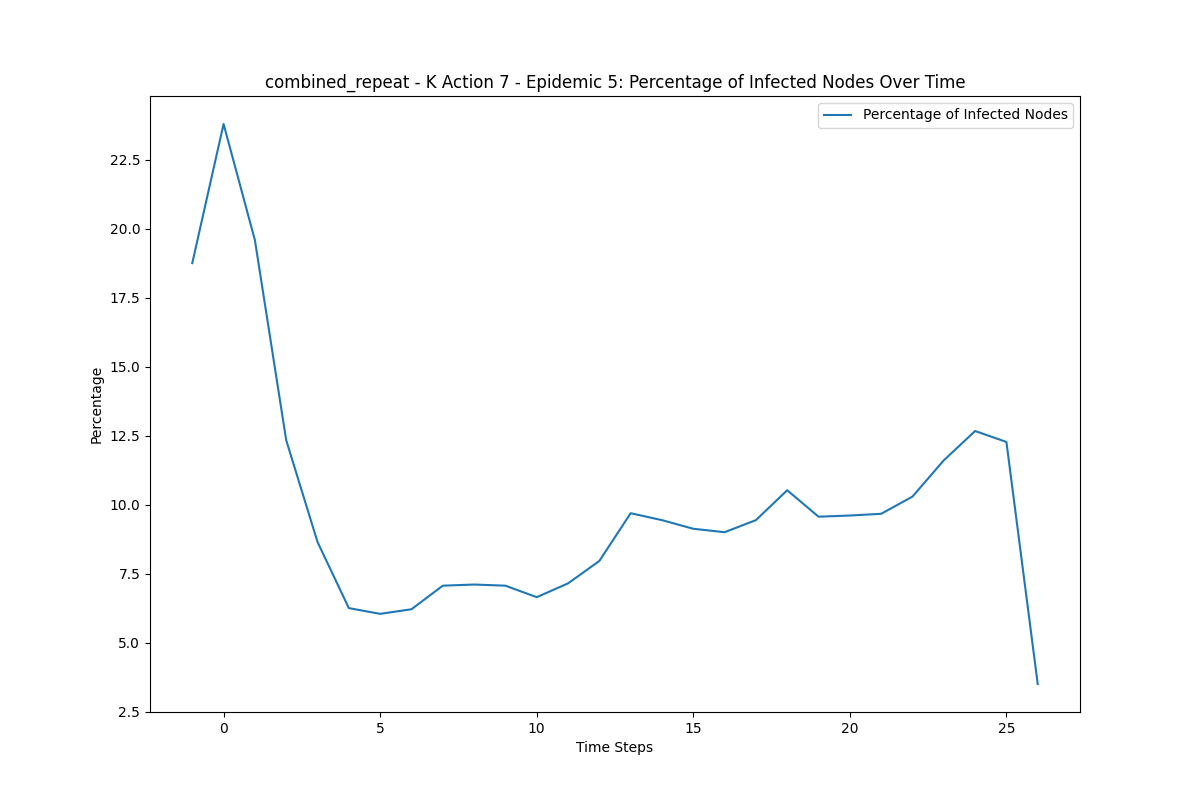 combined_repeat - K Action 7 - Epidemic 5: Percentage of Infected Nodes Over Time
Percentage of Infected Nodes
22.5
20.0
17.5
15.0
12.5
10.0
7.5
5.0
2.5
Percentage
0 5 10 15 20 25
Time Steps